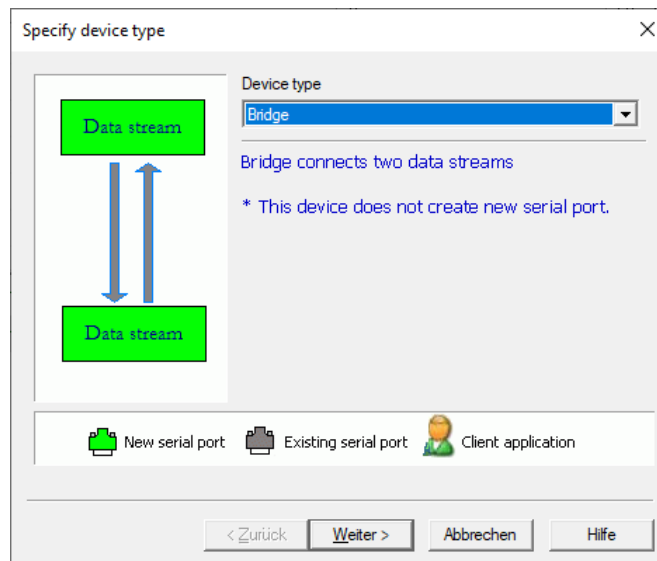 Specify device type
Device type
Bridge
Data stream
Bridge connects two data streams
* This device does not create new serial port.
Data stream
New serial port
Existing serial port
Client application
< Zurück
Weiter >
Abbrechen
Hilfe